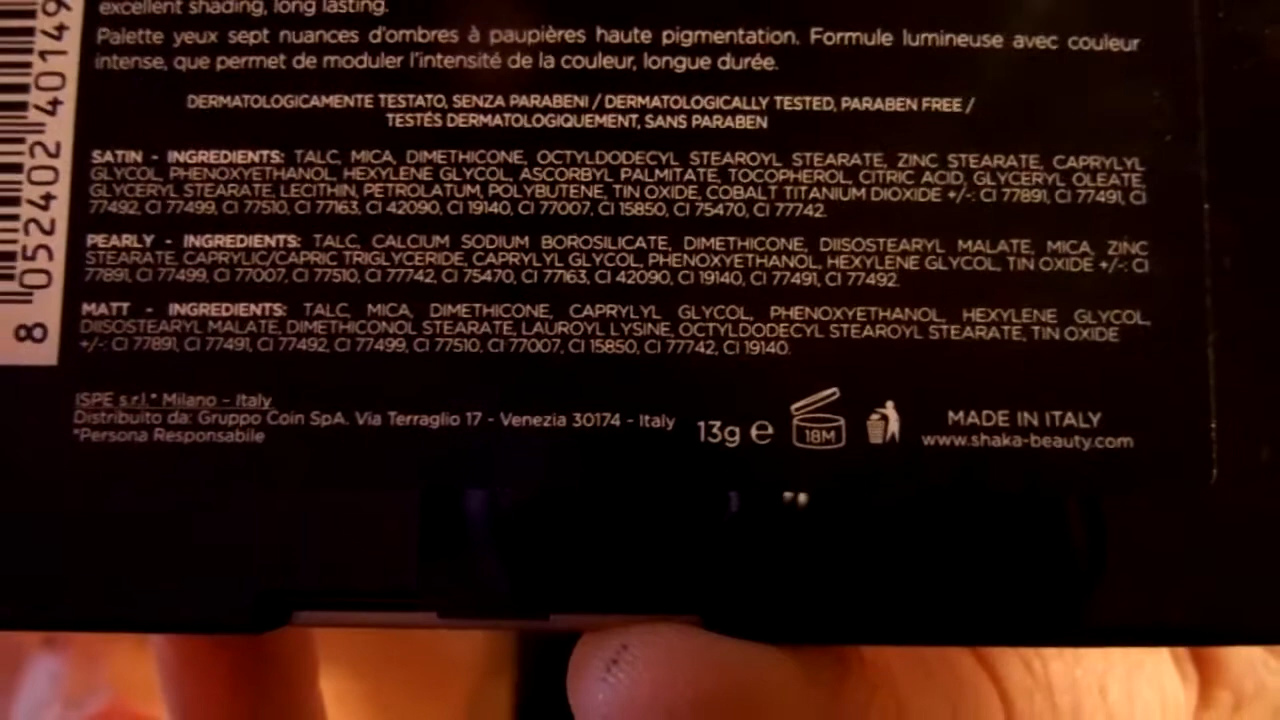 excellent shading, long lasting.
Palette yeux sept nuances d'ombres à paupières haute pigmentation. Formule lumineuse avec couleur
intense, que permet de moduler l'intensité de la couleur, longue durée.
DERMATOLOGICAMENTE TESTATO, SENZA PARABENI / DERMATOLOGICALLY TESTED, PARABEN FREE /
TESTÉS DERMATOLOGIQUEMENT, SANS PARABEN
SATIN - INGREDIENTS: TALC, MICA, DIMETHICONE, OCTYLDODECYL STEAROYL STEARATE, ZINC STEARATE, CAPRYLYL
GLYCOL, PHENOXYETHANOL, HEXYLENE GLYCOL, ASCORBYL PALMITATE, TOCOPHEROL, CITRIC ACID, GLYCERYL OLEATE,
GLYCERYL STEARATE, LECITHIN, PETROLATUM, POLYBUTENE, TIN OXIDE, COBALT TITANIUM DIOXIDE +/-: CI 77891, CI 77491, CI
77492, CI 77499, CI 77510, CI 77163, CI 42090, CI 19140, CI 77007, CI 15850, CI 75470, CI 77742.
PEARLY - INGREDIENTS: TALC, CALCIUM SODIUM BOROSILICATE, DIMETHICONE, DIISOSTEARYL MALATE, MICA, ZINC
STEARATE, CAPRYLIC/CAPRIC TRIGLYCERIDE, CAPRYLYL GLYCOL, PHENOXYETHANOL, HEXYLENE GLYCOL, TIN OXIDE +/-: CI
77891, CI 77499, CI 77007, CI 77510, CI 77742, CI 75470, CI 77163, CI 42090, CI 19140, CI 77491, CI 77492.
MATT - INGREDIENTS: TALC, MICA, DIMETHICONE, CAPRYLYL GLYCOL, PHENOXYETHANOL, HEXYLENE GLYCOL,
DIISOSTEARYL MALATE, DIMETHICONOL STEARATE, LAUROYL LYSINE, OCTYLDODECYL STEAROYL STEARATE, TIN OXIDE
+/-: CI 77891, CI 77491, CI 77492, CI 77499, CI 77510, CI 77007, CI 15850, CI 77742, CI 19140.
ISPE s.r.l.* Milano - Italy
Distribuito da: Gruppo Coin SpA. Via Terraglio 17 - Venezia 30174 - Italy
*Persona Responsabile
13g e
18M
MADE IN ITALY
www.shaka-beauty.com
8 052402 40149